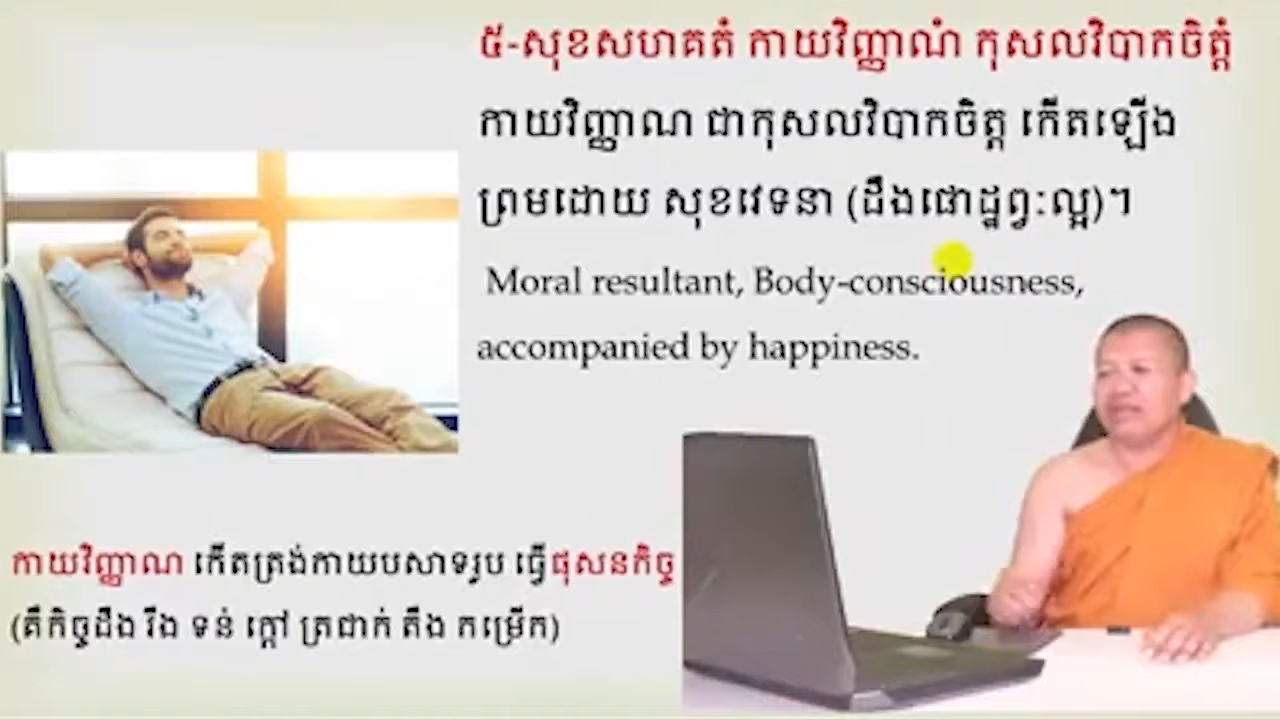 ៥-សុខសហគតំ កាយវិញ្ញាណំ កុសលវិបាកចិត្តំ
កាយវិញ្ញាណ ជាកុសលវិបាកចិត្ត កើតឡើង
ព្រមដោយ សុខវេទនា (ដឹងផោដ្ឋព្វៈល្អ)។
Moral resultant, Body-consciousness,
accompanied by happiness.
កាយវិញ្ញាណ កើតត្រង់កាយបសាទរូប ធ្វើផុសនកិច្ច
(គឺកិច្ចដឹង រឹង ទន់ ក្តៅ ត្រជាក់ តឹង កម្រើក)